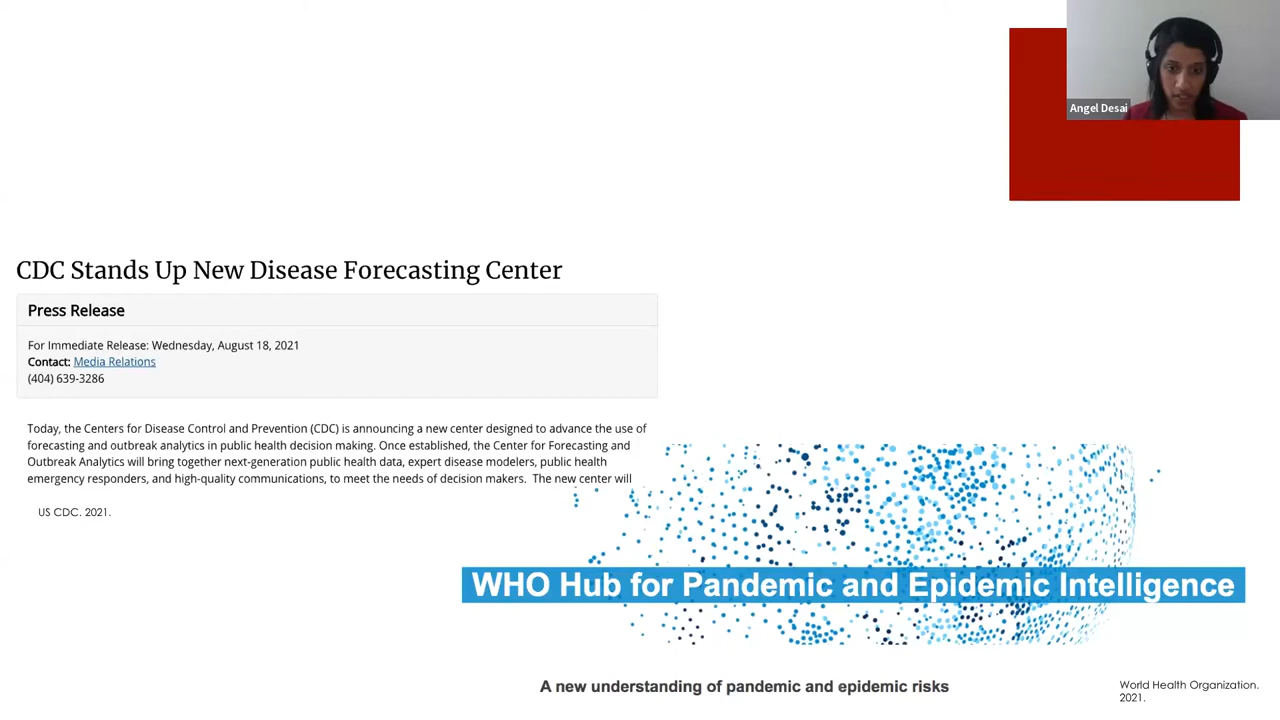 Angel Desai
CDC Stands Up New Disease Forecasting Center
Press Release
For Immediate Release: Wednesday, August 18, 2021
Contact: Media Relations
(404) 639-3286
Today, the Centers for Disease Control and Prevention (CDC) is announcing a new center designed to advance the use of
forecasting and outbreak analytics in public health decision making. Once established, the Center for Forecasting and
Outbreak Analytics will bring together next-generation public health data, expert disease modelers, public health
emergency responders, and high-quality communications, to meet the needs of decision makers. The new center will
US CDC. 2021.
WHO Hub for Pandemic and Epidemic Intelligence
A new understanding of pandemic and epidemic risks
World Health Organization.
2021.